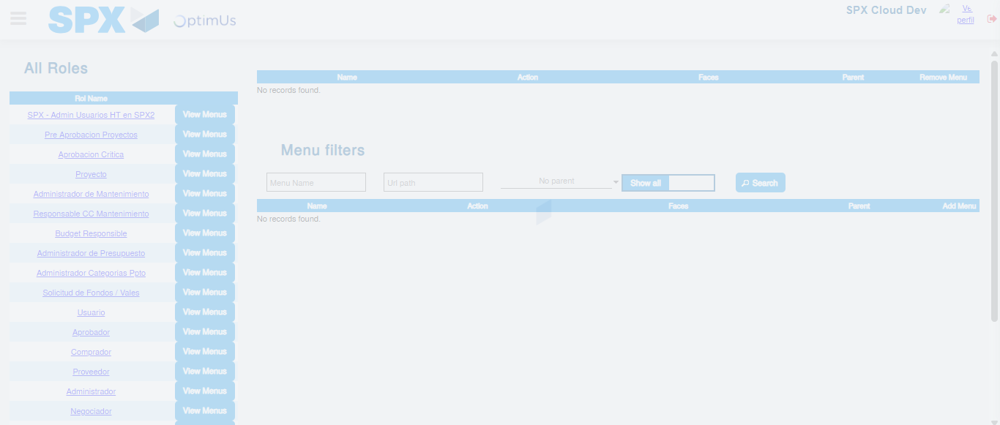 SPX
OptimUs
SPX Cloud Dev
perfil
All Roles
Rol Name
SPX - Admin Usuarios HT en SPX2 View Menus
Pre Aprobacion Proyectos View Menus
Aprobacion Critica View Menus
Proyecto View Menus
Administrador de Mantenimiento View Menus
Responsable CC Mantenimiento View Menus
Budget Responsible View Menus
Administrador de Presupuesto View Menus
Administrador Categorias Ppto View Menus
Solicitud de Fondos / Vales View Menus
Usuario View Menus
Aprobador View Menus
Comprador View Menus
Proveedor View Menus
Administrador View Menus
Negociador View Menus
Name Action Faces Parent Remove Menu
No records found.
Menu filters
Menu Name Url path No parent Show all Search
Name Action Faces Parent Add Menu
No records found.